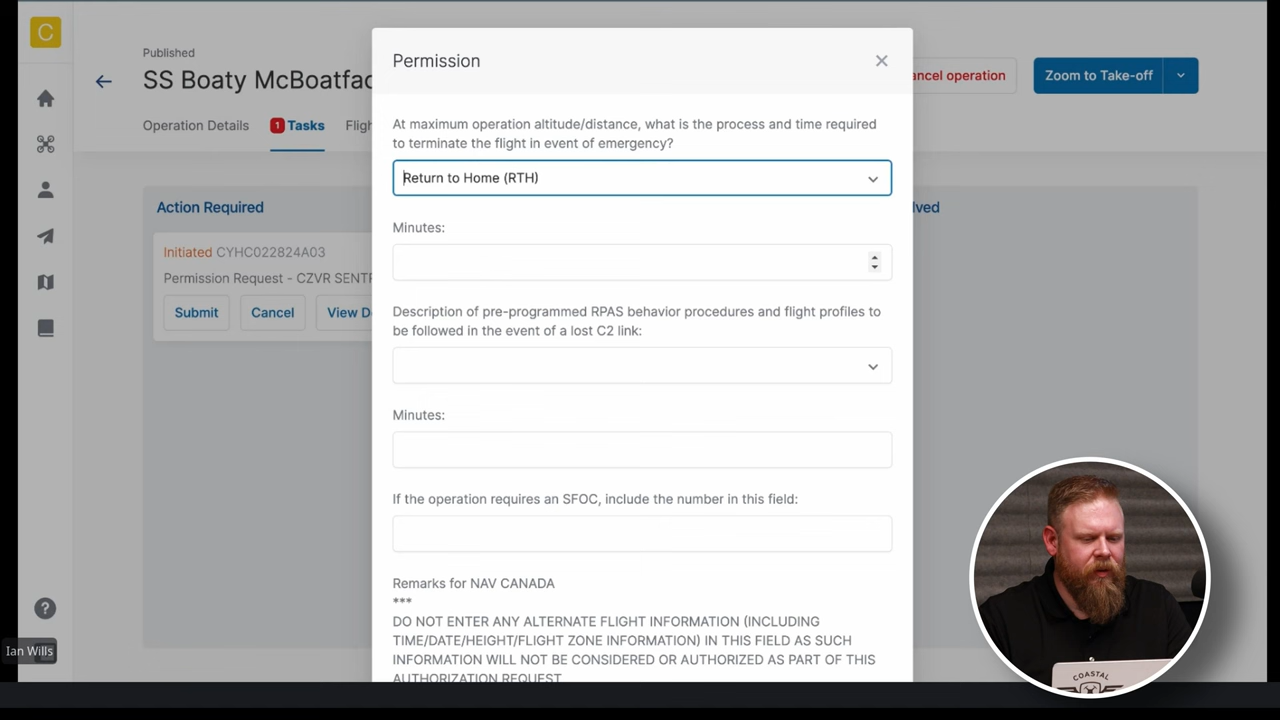 C
Published
SS Boaty McBoatfac
Operation Details
1 Tasks
Fligh
Action Required
Initiated CYHC022824A03
Permission Request - CZVR SENTR
Submit
Cancel
View D
Permission
At maximum operation altitude/distance, what is the process and time required
to terminate the flight in event of emergency?
Return to Home (RTH)
Minutes:
Description of pre-programmed RPAS behavior procedures and flight profiles to
be followed in the event of a lost C2 link:
Minutes:
If the operation requires an SFOC, include the number in this field:
Remarks for NAV CANADA
***
DO NOT ENTER ANY ALTERNATE FLIGHT INFORMATION (INCLUDING
TIME/DATE/HEIGHT/FLIGHT ZONE INFORMATION) IN THIS FIELD AS SUCH
INFORMATION WILL NOT BE CONSIDERED OR AUTHORIZED AS PART OF THIS
AUTHORIZATION REQUEST
ancel operation
Zoom to Take-off
lved
Ian Wills
COASTAL